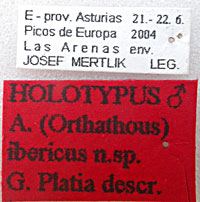 E - prov. Asturias 21.- 22. 6.
Picos de Europa 2004
Las Arenas env.
JOSEF MERTLIK LEG.
HOLOTYPUS ♂
A. (Orthathous)
ibericus n.sp.
G. Platia descr.